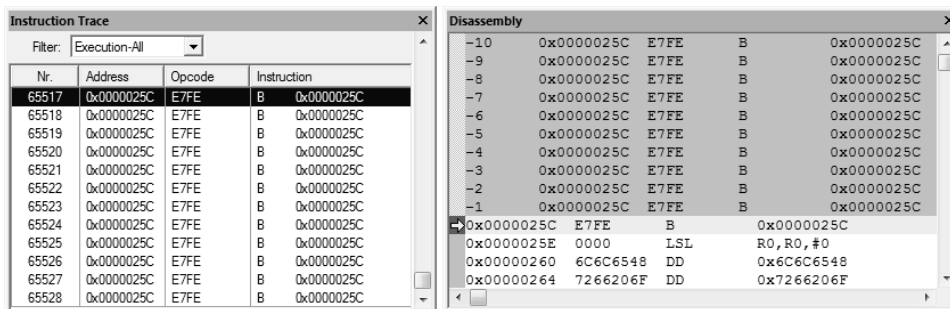 Instruction Trace
Filter: Execution-All
Nr. Address Opcode Instruction
65517 0x0000025C E7FE B 0x0000025C
65518 0x0000025C E7FE B 0x0000025C
65519 0x0000025C E7FE B 0x0000025C
65520 0x0000025C E7FE B 0x0000025C
65521 0x0000025C E7FE B 0x0000025C
65522 0x0000025C E7FE B 0x0000025C
65523 0x0000025C E7FE B 0x0000025C
65524 0x0000025C E7FE B 0x0000025C
65525 0x0000025C E7FE B 0x0000025C
65526 0x0000025C E7FE B 0x0000025C
65527 0x0000025C E7FE B 0x0000025C
65528 0x0000025C E7FE B 0x0000025C
Disassembly
-10 0x0000025C E7FE B 0x0000025C
-9 0x0000025C E7FE B 0x0000025C
-8 0x0000025C E7FE B 0x0000025C
-7 0x0000025C E7FE B 0x0000025C
-6 0x0000025C E7FE B 0x0000025C
-5 0x0000025C E7FE B 0x0000025C
-4 0x0000025C E7FE B 0x0000025C
-3 0x0000025C E7FE B 0x0000025C
-2 0x0000025C E7FE B 0x0000025C
-1 0x0000025C E7FE B 0x0000025C
0x0000025C E7FE B 0x0000025C
0x0000025E 0000 LSL R0,R0,#0
0x00000260 6C6C6548 DD 0x6C6C6548
0x00000264 7266206F DD 0x7266206F